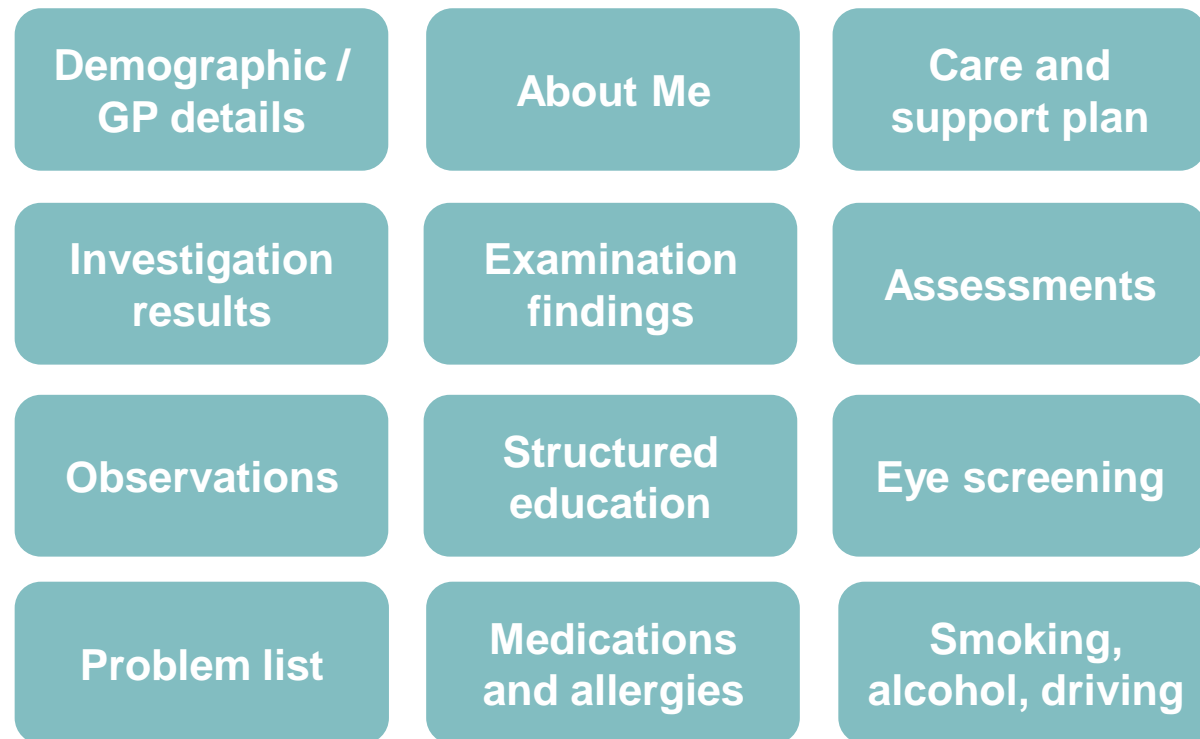 Demographic /
GP details
About Me
Care and
support plan
Investigation
results
Examination
findings
Assessments
Observations
Structured
education
Eye screening
Problem list
Medications
and allergies
Smoking,
alcohol, driving